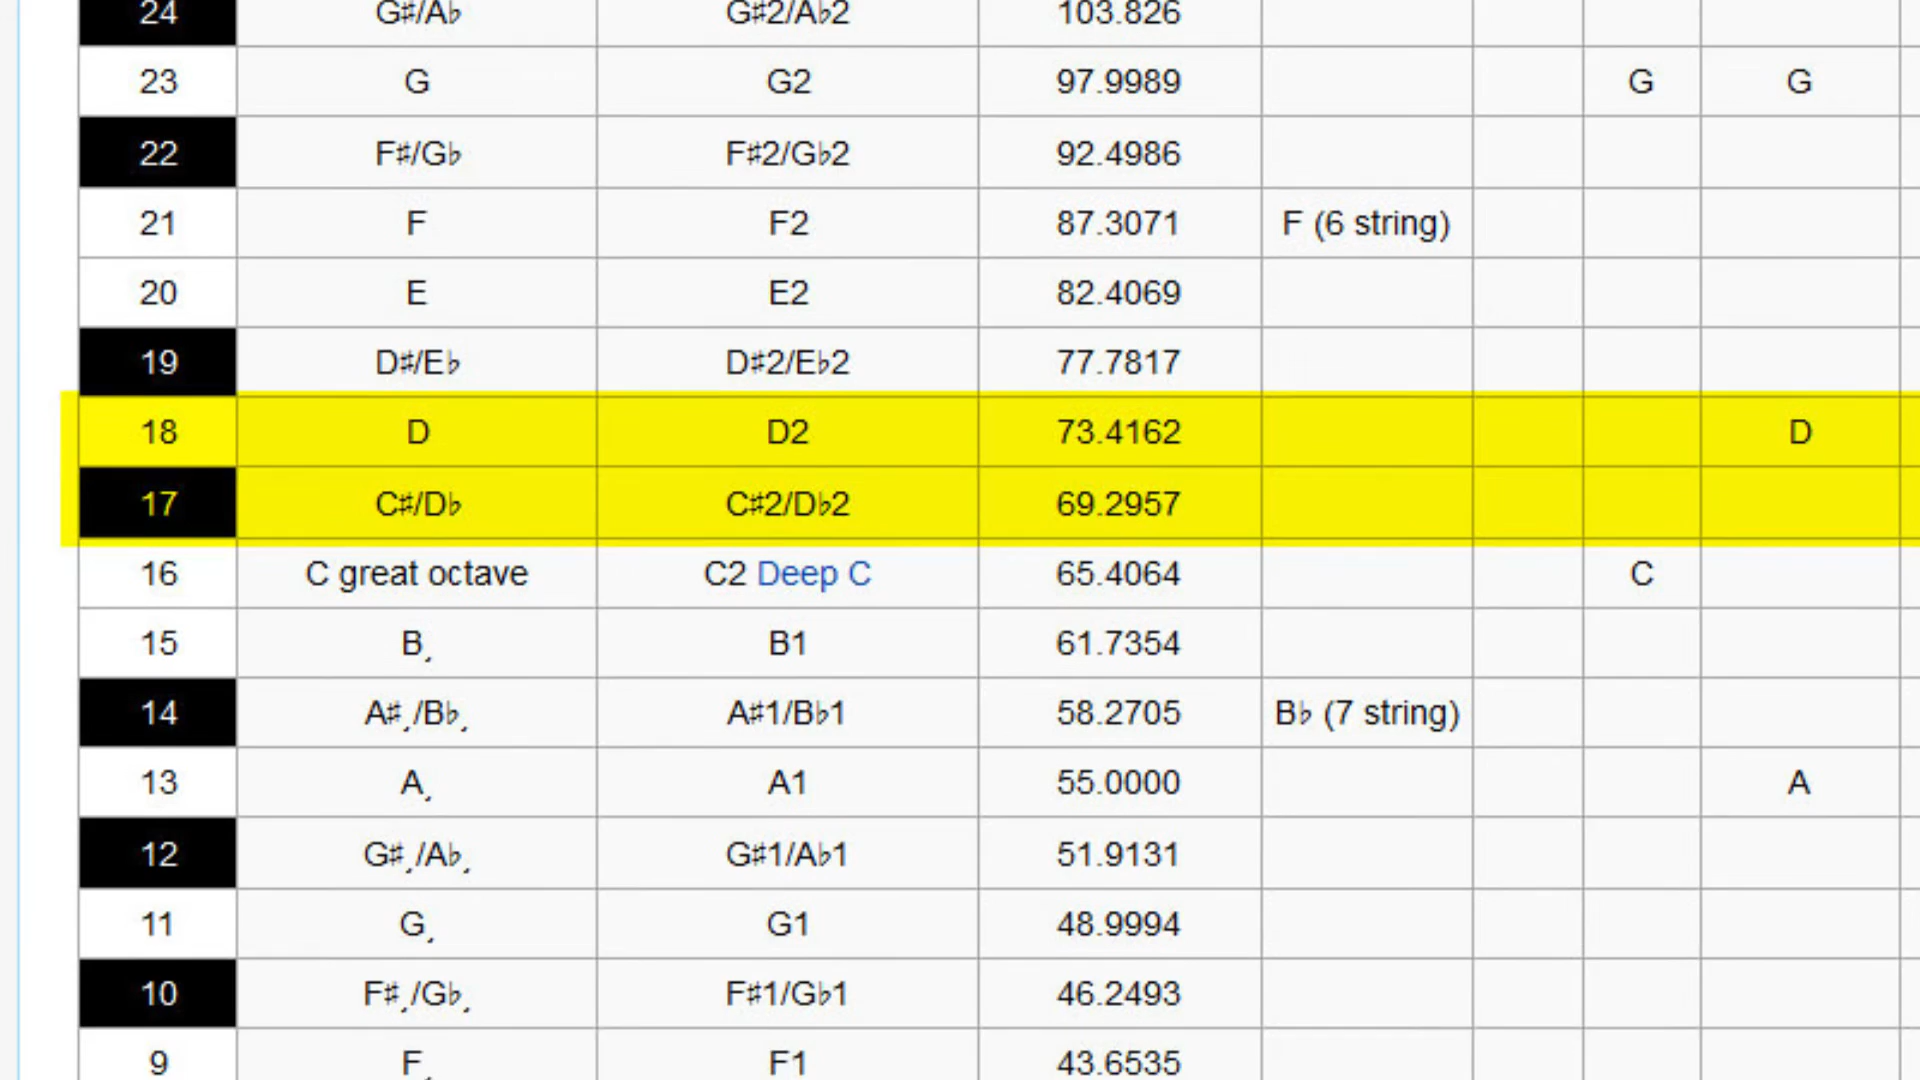 24 G♯/A♭ G♯2/A♭2 103.826
23 G G2 97.9989 G G
22 F♯/G♭ F♯2/G♭2 92.4986
21 F F2 87.3071 F (6 string)
20 E E2 82.4069
19 D♯/E♭ D♯2/E♭2 77.7817
18 D D2 73.4162 D
17 C♯/D♭ C♯2/D♭2 69.2957
16 C great octave C2 Deep C 65.4064 C
15 B͵ B1 61.7354
14 A♯͵/B♭͵ A♯1/B♭1 58.2705 B♭ (7 string)
13 A͵ A1 55.0000 A
12 G♯͵/A♭͵ G♯1/A♭1 51.9131
11 G͵ G1 48.9994
10 F♯͵/G♭͵ F♯1/G♭1 46.2493
9 F͵ F1 43.6535